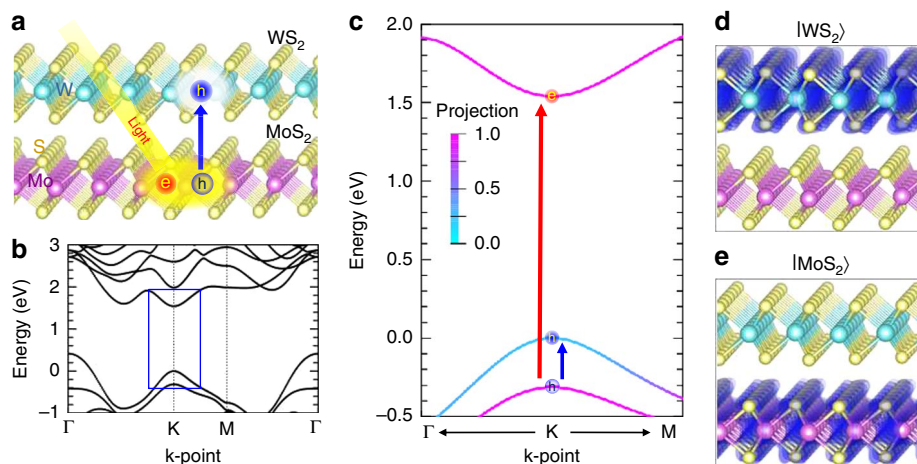 a
WS2
W
h
Light
MoS2
S
Mo
e
h
b
Energy (eV)
3
2
1
0
−1
Γ
K
M
Γ
k-point
c
Energy (eV)
2.0
1.5
1.0
0.5
0.0
−0.5
e
Projection
1.0
0.5
0.0
h
h
Γ
K
M
k-point
d
|WS2⟩
e
|MoS2⟩